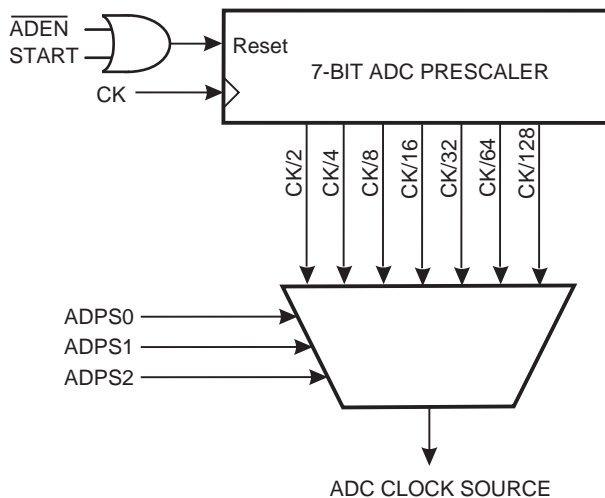 ADEN
START
Reset
7-BIT ADC PRESCALER
CK
CK/2
CK/4
CK/8
CK/16
CK/32
CK/64
CK/128
ADPS0
ADPS1
ADPS2
ADC CLOCK SOURCE